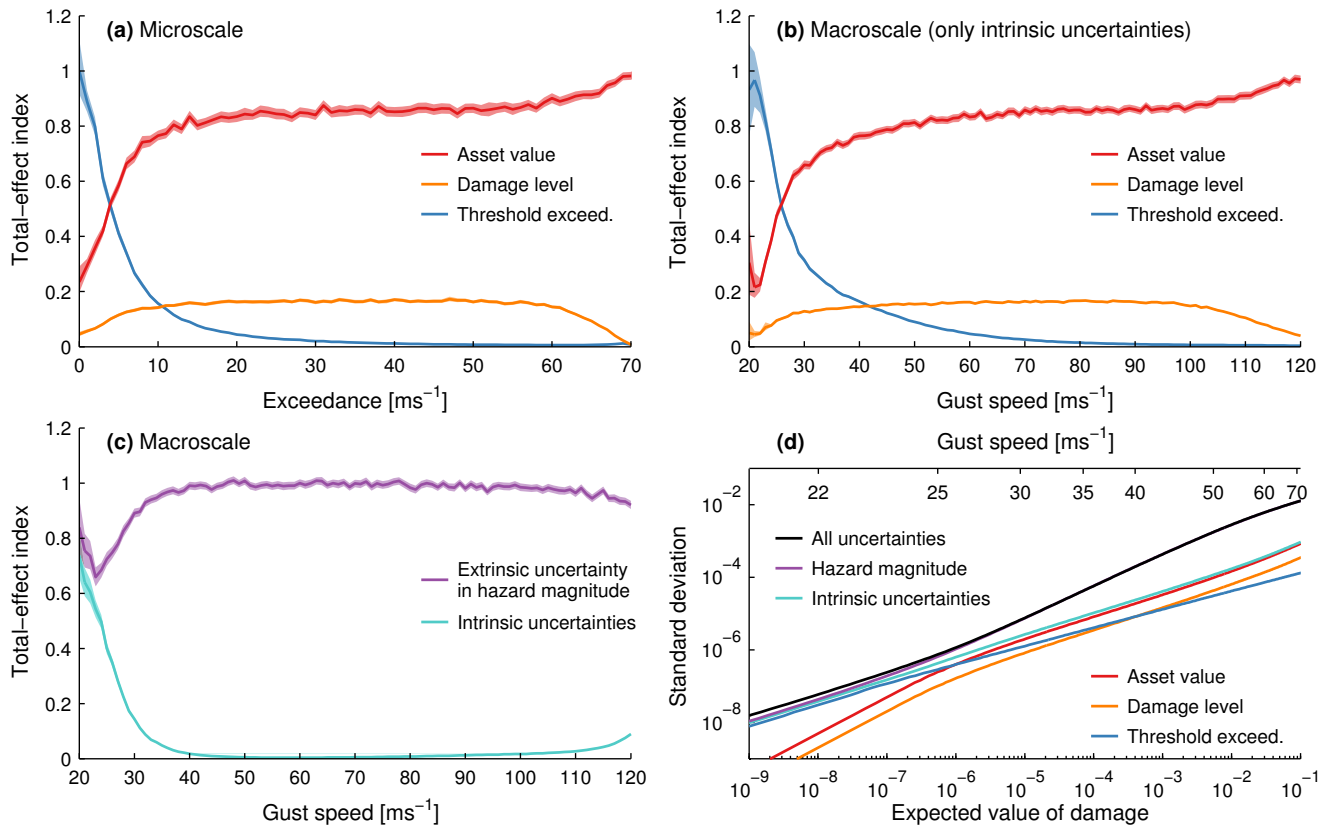 (a) Microscale
1.2
1
0.8
0.6
0.4
0.2
0
Total−effect index
Asset value
Damage level
Threshold exceed.
0 10 20 30 40 50 60 70
Exceedance [ms−1]
(b) Macroscale (only intrinsic uncertainties)
1.2
1
0.8
0.6
0.4
0.2
0
Total−effect index
Asset value
Damage level
Threshold exceed.
20 30 40 50 60 70 80 90 100 110 120
Gust speed [ms−1]
(c) Macroscale
1.2
1
0.8
0.6
0.4
0.2
0
Total−effect index
Extrinsic uncertainty
in hazard magnitude
Intrinsic uncertainties
20 30 40 50 60 70 80 90 100 110 120
Gust speed [ms−1]
(d)
Gust speed [ms−1]
22 25 30 35 40 50 60 70
10−2
10−4
10−6
10−8
Standard deviation
All uncertainties
Hazard magnitude
Intrinsic uncertainties
Asset value
Damage level
Threshold exceed.
10−9 10−8 10−7 10−6 10−5 10−4 10−3 10−2 10−1
Expected value of damage